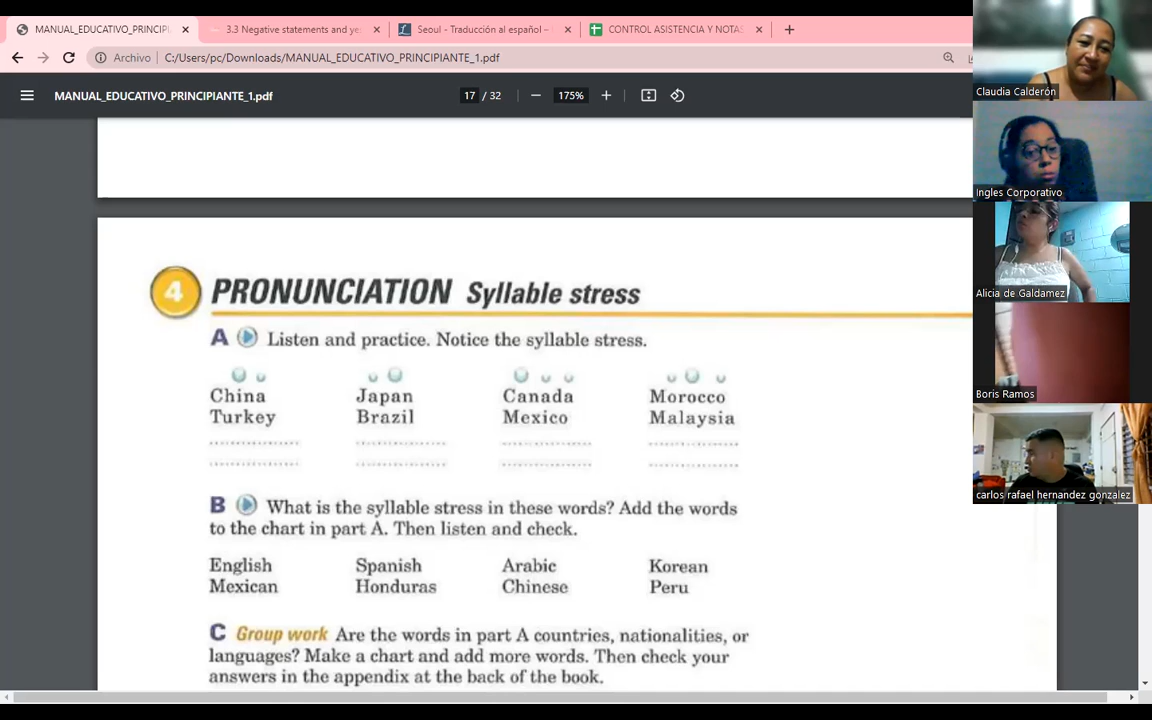 MANUAL_EDUCATIVO_PRINCIPI
3.3 Negative statements and ye
Seoul - Traducción al español –
CONTROL ASISTENCIA Y NOTAS
Archivo
C:/Users/pc/Downloads/MANUAL_EDUCATIVO_PRINCIPIANTE_1.pdf
MANUAL_EDUCATIVO_PRINCIPIANTE_1.pdf
17 / 32
175%
4 PRONUNCIATION Syllable stress
A Listen and practice. Notice the syllable stress.
China Japan Canada Morocco
Turkey Brazil Mexico Malaysia
B What is the syllable stress in these words? Add the words
to the chart in part A. Then listen and check.
English Spanish Arabic Korean
Mexican Honduras Chinese Peru
C Group work Are the words in part A countries, nationalities, or
languages? Make a chart and add more words. Then check your
answers in the appendix at the back of the book.
Claudia Calderón
Ingles Corporativo
Alicia de Galdamez
Boris Ramos
carlos rafael hernandez gonzalez